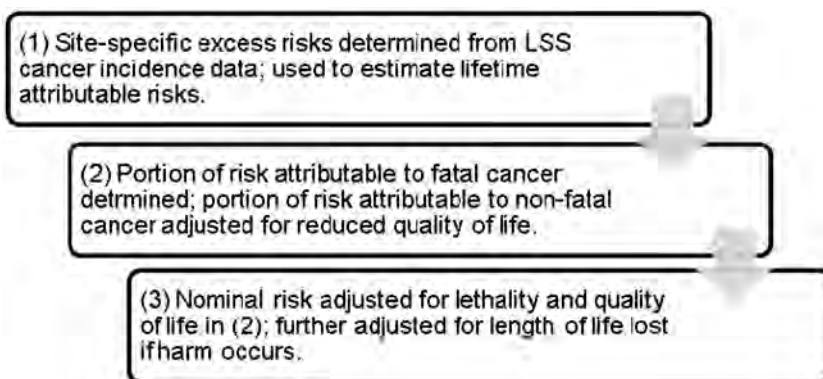 (1) Site-specific excess risks determined from LSS
cancer incidence data; used to estimate lifetime
attributable risks.
(2) Portion of risk attributable to fatal cancer
detrmined; portion of risk attributable to non-fatal
cancer adjusted for reduced quality of life.
(3) Nominal risk adjusted for lethality and quality
of life in (2); further adjusted for length of life lost
if harm occurs.